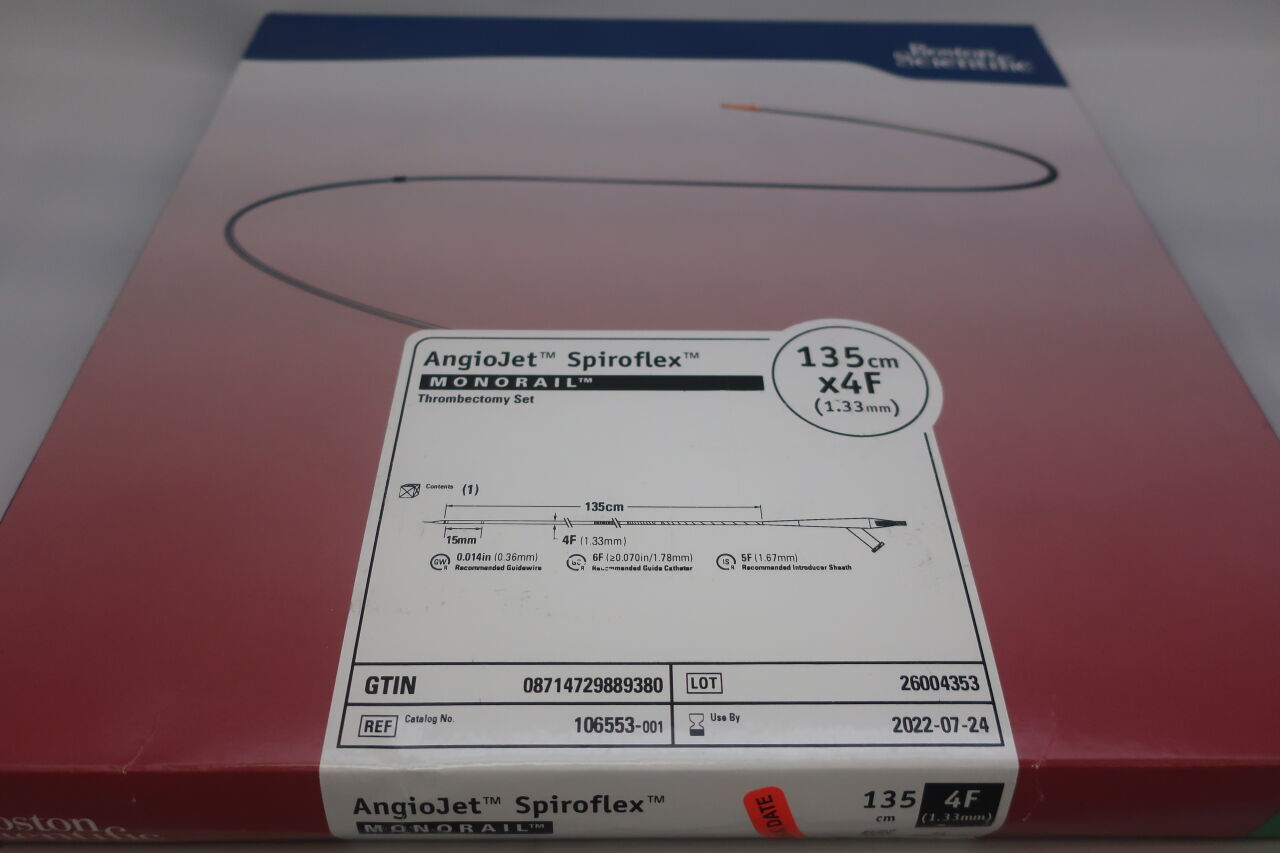 Boston
Scientific
AngioJet™ Spiroflex™
MONORAIL™
Thrombectomy Set
135cm
x4F
(1.33mm)
Contents (1)
135cm
15mm
4F (1.33mm)
GW R 0.014in (0.36mm)
Recommended Guidewire
6F (≥0.070in/1.78mm)
Recommended Guide Catheter
IS R 5F (1.67mm)
Recommended Introducer Sheath
GTIN 08714729889380
LOT 26004353
REF Catalog No. 106553-001
Use By 2022-07-24
AngioJet™ Spiroflex™
MONORAIL™
DATE
135 cm
4F
(1.33mm)